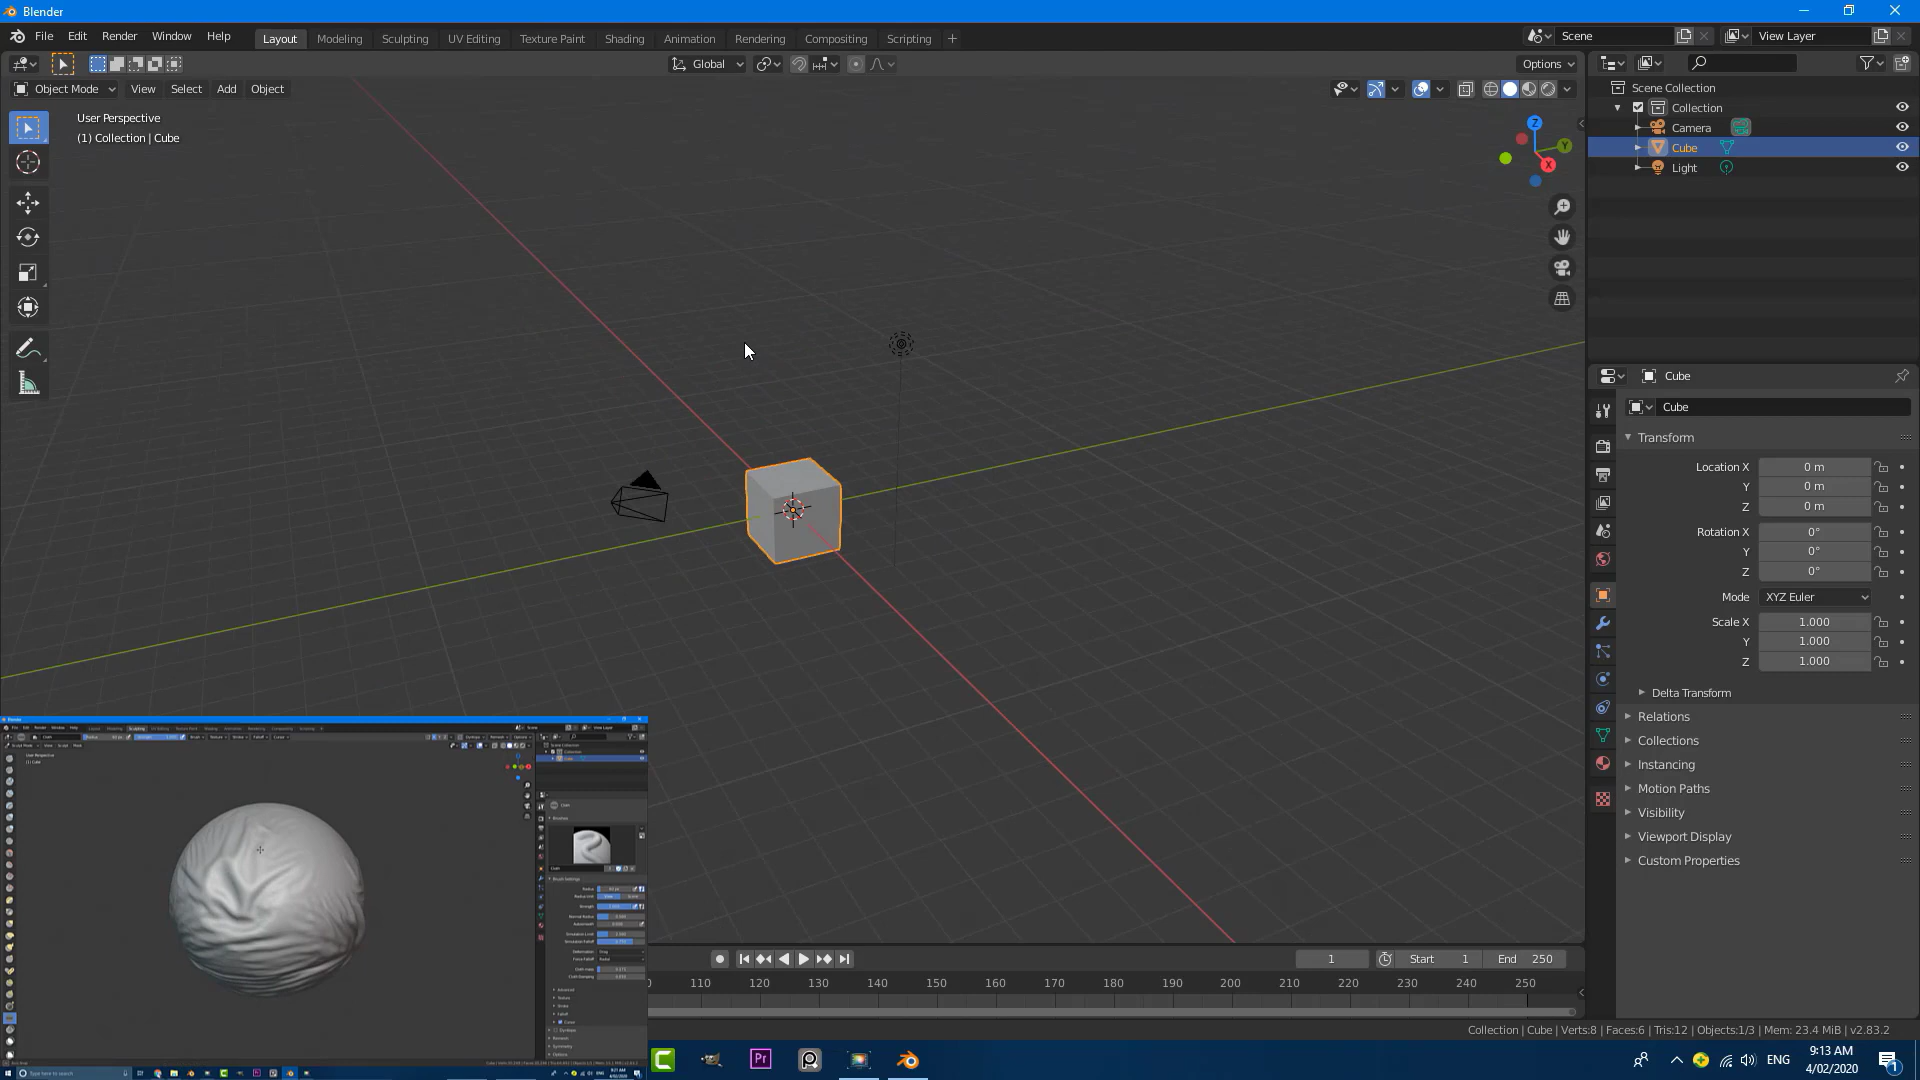 Blender
File Edit Render Window Help
Layout Modeling Sculpting UV Editing Texture Paint Shading Animation Rendering Compositing Scripting +
Scene View Layer
Global Options
Object Mode View Select Add Object
User Perspective
(1) Collection | Cube
Z
Y
X
Scene Collection
Collection
Camera
Cube
Light
Cube
Cube
Transform
Location X 0 m
Y 0 m
Z 0 m
Rotation X 0°
Y 0°
Z 0°
Mode XYZ Euler
Scale X 1.000
Y 1.000
Z 1.000
Delta Transform
Relations
Collections
Instancing
Motion Paths
Visibility
Viewport Display
Custom Properties
1 Start 1 End 250
0 110 120 130 140 150 160 170 180 190 200 210 220 230 240 250
Collection | Cube | Verts:8 | Faces:6 | Tris:12 | Objects:1/3 | Mem: 23.4 MiB | v2.83.2
Pr
ENG
9:13 AM
4/02/2020
1